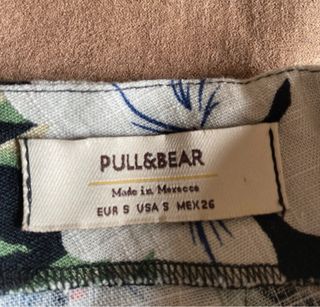 PULL&BEAR
Made in Morocco
EUR S USA S MEX 26